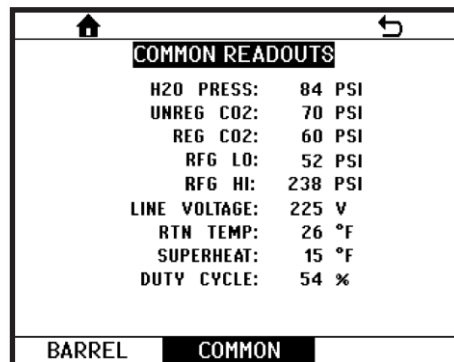 COMMON READOUTS
H2O PRESS: 84 PSI
UNREG CO2: 70 PSI
REG CO2: 60 PSI
RFG LO: 52 PSI
RFG HI: 238 PSI
LINE VOLTAGE: 225 V
RTN TEMP: 26 °F
SUPERHEAT: 15 °F
DUTY CYCLE: 54 %
BARREL COMMON